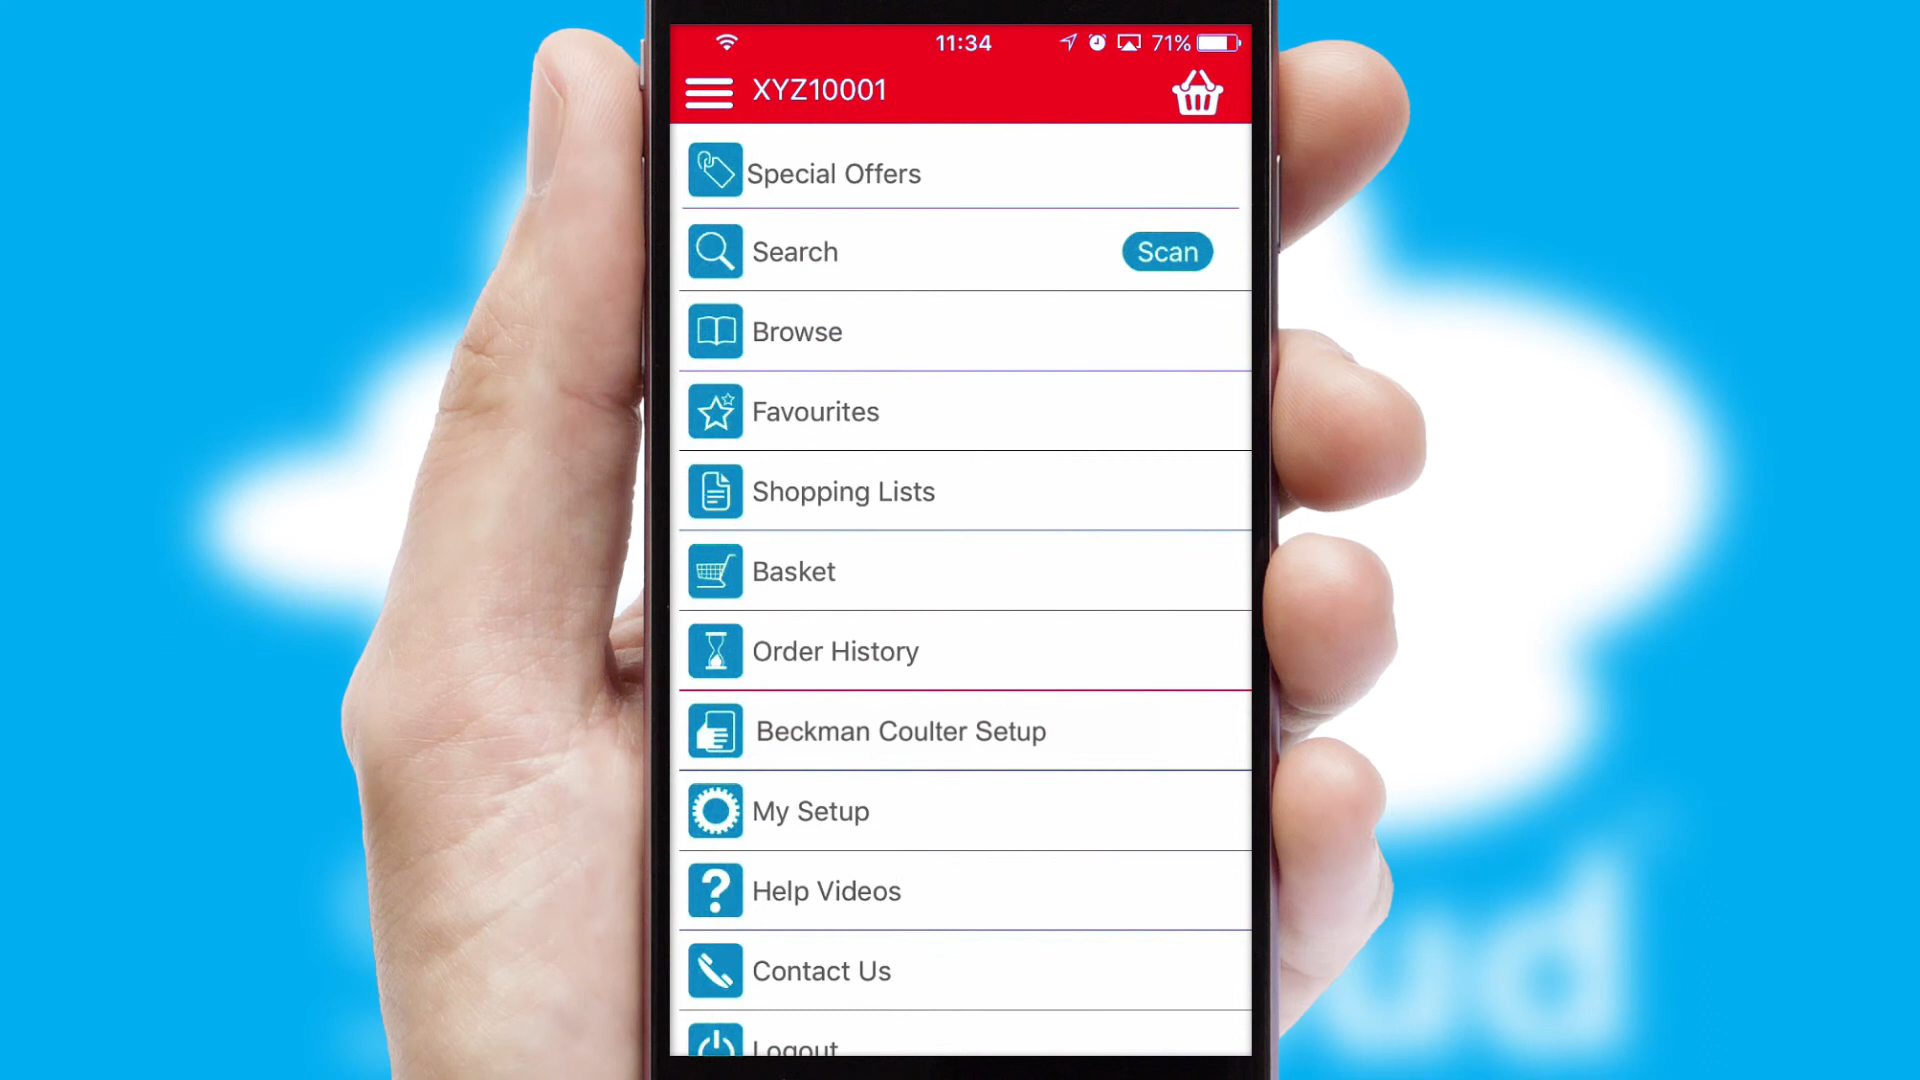 11:34
71%
XYZ10001
Special Offers
Search
Scan
Browse
Favourites
Shopping Lists
Basket
Order History
Beckman Coulter Setup
My Setup
Help Videos
Contact Us
Logout
ud